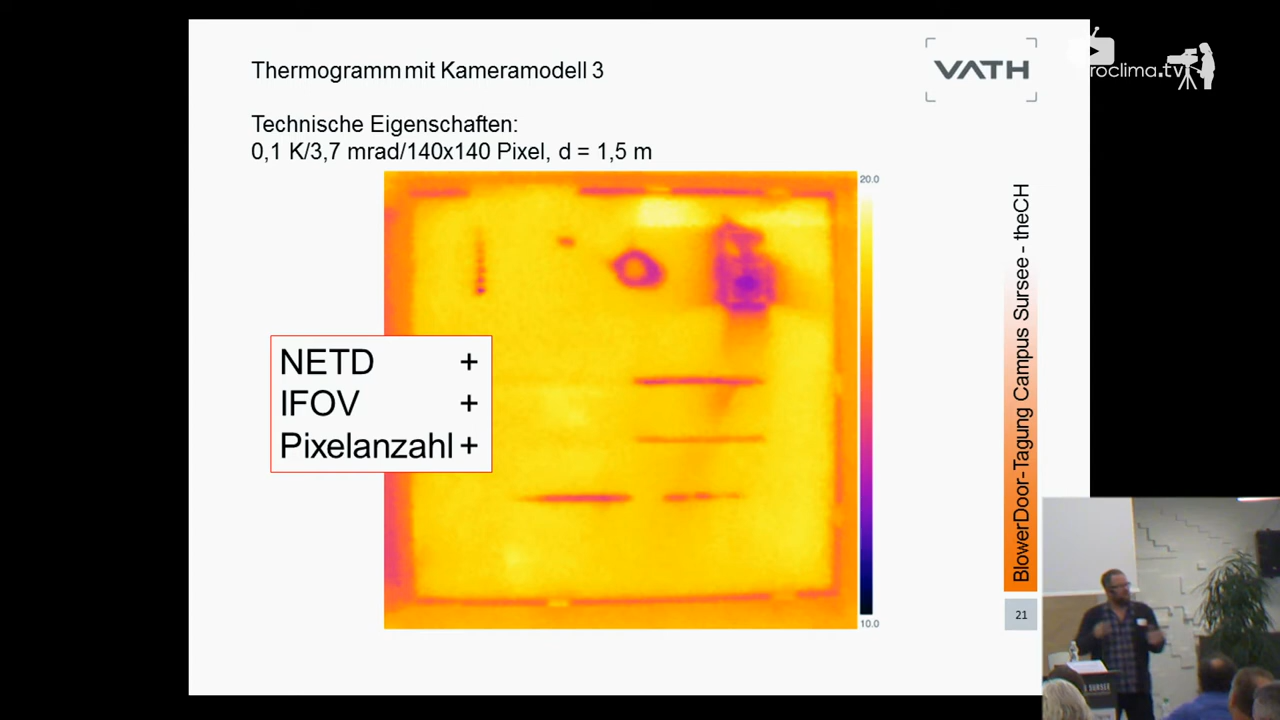 Thermogramm mit Kameramodell 3
VATH
roclima.tv
Technische Eigenschaften:
0,1 K/3,7 mrad/140x140 Pixel, d = 1,5 m
20.0
NETD +
IFOV +
Pixelanzahl +
10.0
BlowerDoor-Tagung Campus Sursee - theCH
21
SURSEE